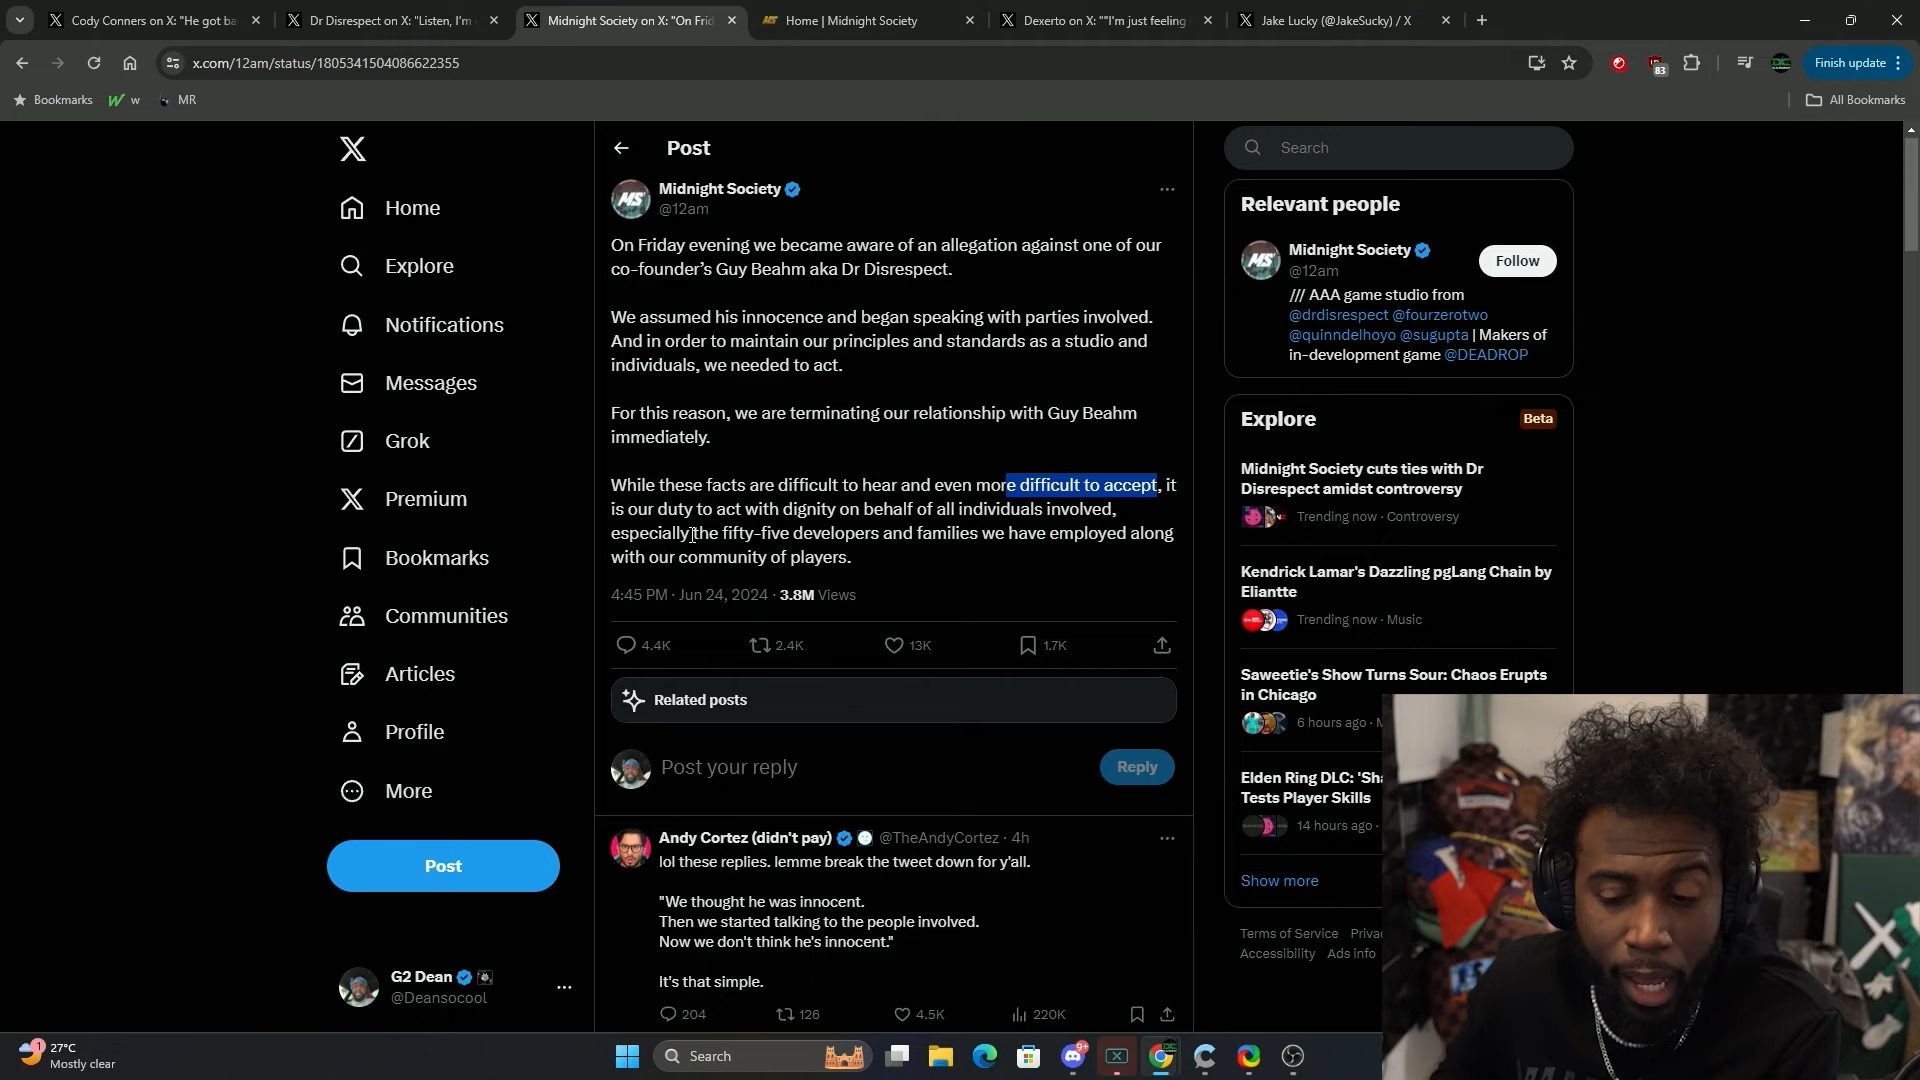 Cody Conners on X: "He got ba
Dr Disrespect on X: "Listen, I'm
Midnight Society on X: "On Frid
MS Home | Midnight Society
Dexerto on X: ""I'm just feeling
Jake Lucky (@JakeSucky) / X
x.com/12am/status/1805341504086622355
83
Finish update
Bookmarks
w
MR
All Bookmarks
Home
Explore
Notifications
Messages
Grok
Premium
Bookmarks
Communities
Articles
Profile
More
Post
G2 Dean
@Deansocool
Post
MS
Midnight Society
@12am
On Friday evening we became aware of an allegation against one of our
co-founder’s Guy Beahm aka Dr Disrespect.
We assumed his innocence and began speaking with parties involved.
And in order to maintain our principles and standards as a studio and
individuals, we needed to act.
For this reason, we are terminating our relationship with Guy Beahm
immediately.
While these facts are difficult to hear and even more difficult to accept, it
is our duty to act with dignity on behalf of all individuals involved,
especially the fifty-five developers and families we have employed along
with our community of players.
4:45 PM · Jun 24, 2024 · 3.8M Views
4.4K 2.4K 13K 1.7K
Related posts
Post your reply
Reply
Andy Cortez (didn't pay) @TheAndyCortez · 4h
lol these replies. lemme break the tweet down for y'all.
"We thought he was innocent.
Then we started talking to the people involved.
Now we don't think he's innocent."
It's that simple.
204 126 4.5K 220K
Search
Relevant people
MS
Midnight Society
@12am
Follow
/// AAA game studio from
@drdisrespect @fourzerotwo
@quinndelhoyo @sugupta | Makers of
in-development game @DEADROP
Explore
Beta
Midnight Society cuts ties with Dr
Disrespect amidst controversy
Trending now · Controversy
Kendrick Lamar's Dazzling pgLang Chain by
Eliantte
Trending now · Music
Saweetie's Show Turns Sour: Chaos Erupts
in Chicago
6 hours ago ·
Elden Ring DLC: 'Sha
Tests Player Skills
14 hours ago ·
Show more
Terms of Service Privac
Accessibility Ads info
1
27°C
Mostly clear
Search
9+